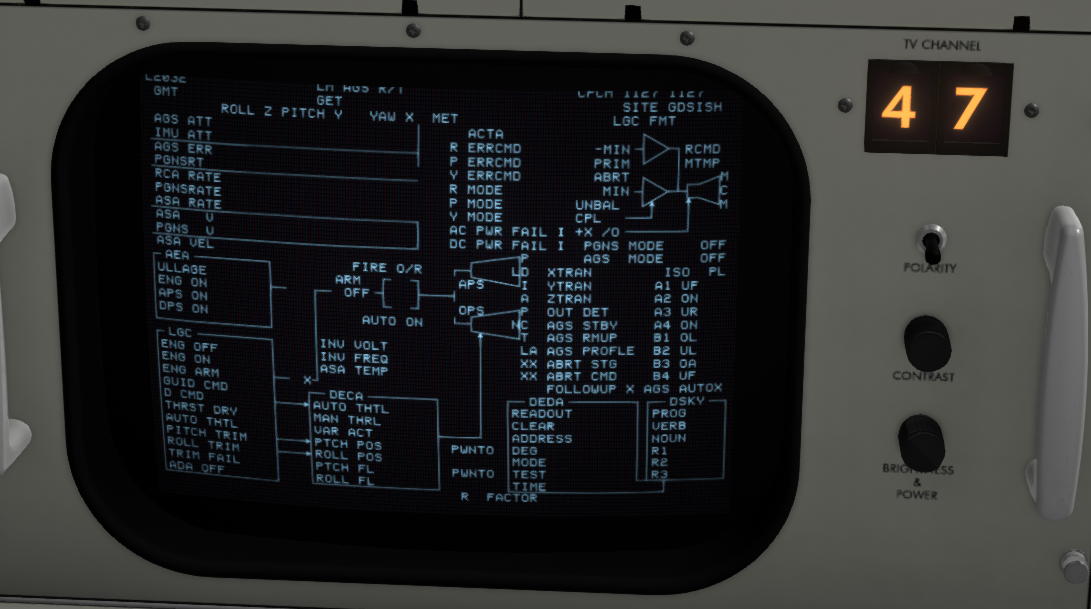 TV CHANNEL
4 7
LM AGS R/T
GMT
GET
SITE GDSISH
ROLL Z PITCH Y YAW X MET
LGC FMT
AGS ATT
IMU ATT
AGS ERR
PGNSRT
RCA RATE
PGNSRATE
ASA RATE
ASA V
PGNS V
ASA VEL
ACTA
R ERRCMD
P ERRCMD
Y ERRCMD
R MODE
P MODE
Y MODE
AC PWR FAIL I +X /O
DC PWR FAIL I PGNS MODE OFF
AGS MODE OFF
-MIN
RCMD
PRIM
MTMP
ABRT
MIN
UNBAL
CPL
M
C
M
AEA
ULLAGE
ENG ON
APS ON
DPS ON
FIRE O/R
ARM
OFF
AUTO ON
APS
OPS
P
LD XTRAN
I YTRAN
A ZTRAN
P OUT DET
NC AGS STBY
T AGS RMUP
LA AGS PROFLE
XX ABRT STG
XX ABRT CMD
FOLLOWUP X AGS AUTOX
ISO PL
A1 UF
A2 ON
A3 UR
A4 ON
B1 OL
B2 UL
B3 OA
B4 UF
LGC
ENG OFF
ENG ON
ENG ARM
GUID CMD
D CMD
THRST DRY
AUTO THTL
PITCH TRIM
ROLL TRIM
TRIM FAIL
ADA OFF
INV VOLT
INV FREQ
ASA TEMP
X
DECA
AUTO THTL
MAN THRL
VAR ACT
PTCH POS
ROLL POS
PTCH FL
ROLL FL
PWNTO
PWNTO
R FACTOR
DEDA
READOUT
CLEAR
ADDRESS
DEG
MODE
TEST
TIME
DSKY
PROG
VERB
NOUN
R1
R2
R3
POLARITY
CONTRAST
BRIGHTNESS
&
POWER